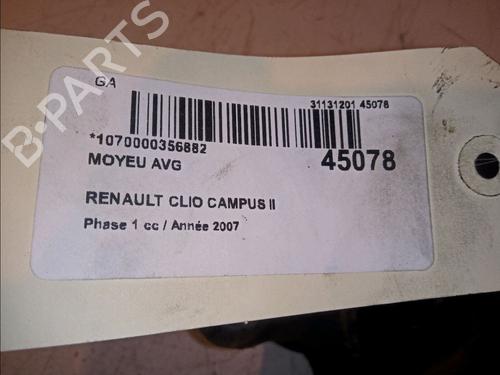 GA
31131201 45078
*1070000356882
MOYEU AVG
45078
RENAULT CLIO CAMPUS II
Phase 1 cc / Année 2007
B-PARTS